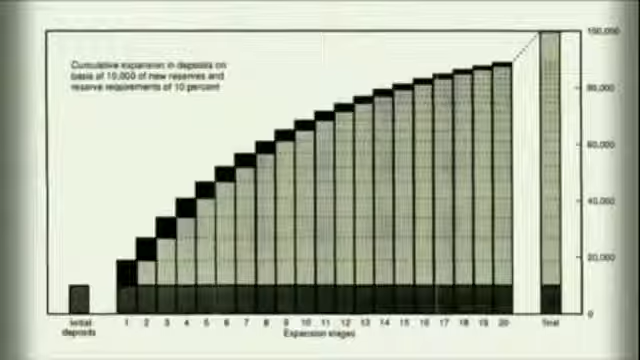 Cumulative expansion in deposits on
basis of 10,000 of new reserves and
reserve requirements of 10 percent
100,000
80,000
60,000
40,000
20,000
0
Initial
deposits
1 2 3 4 5 6 7 8 9 10 11 12 13 14 15 16 17 18 19 20
final
Expansion stages